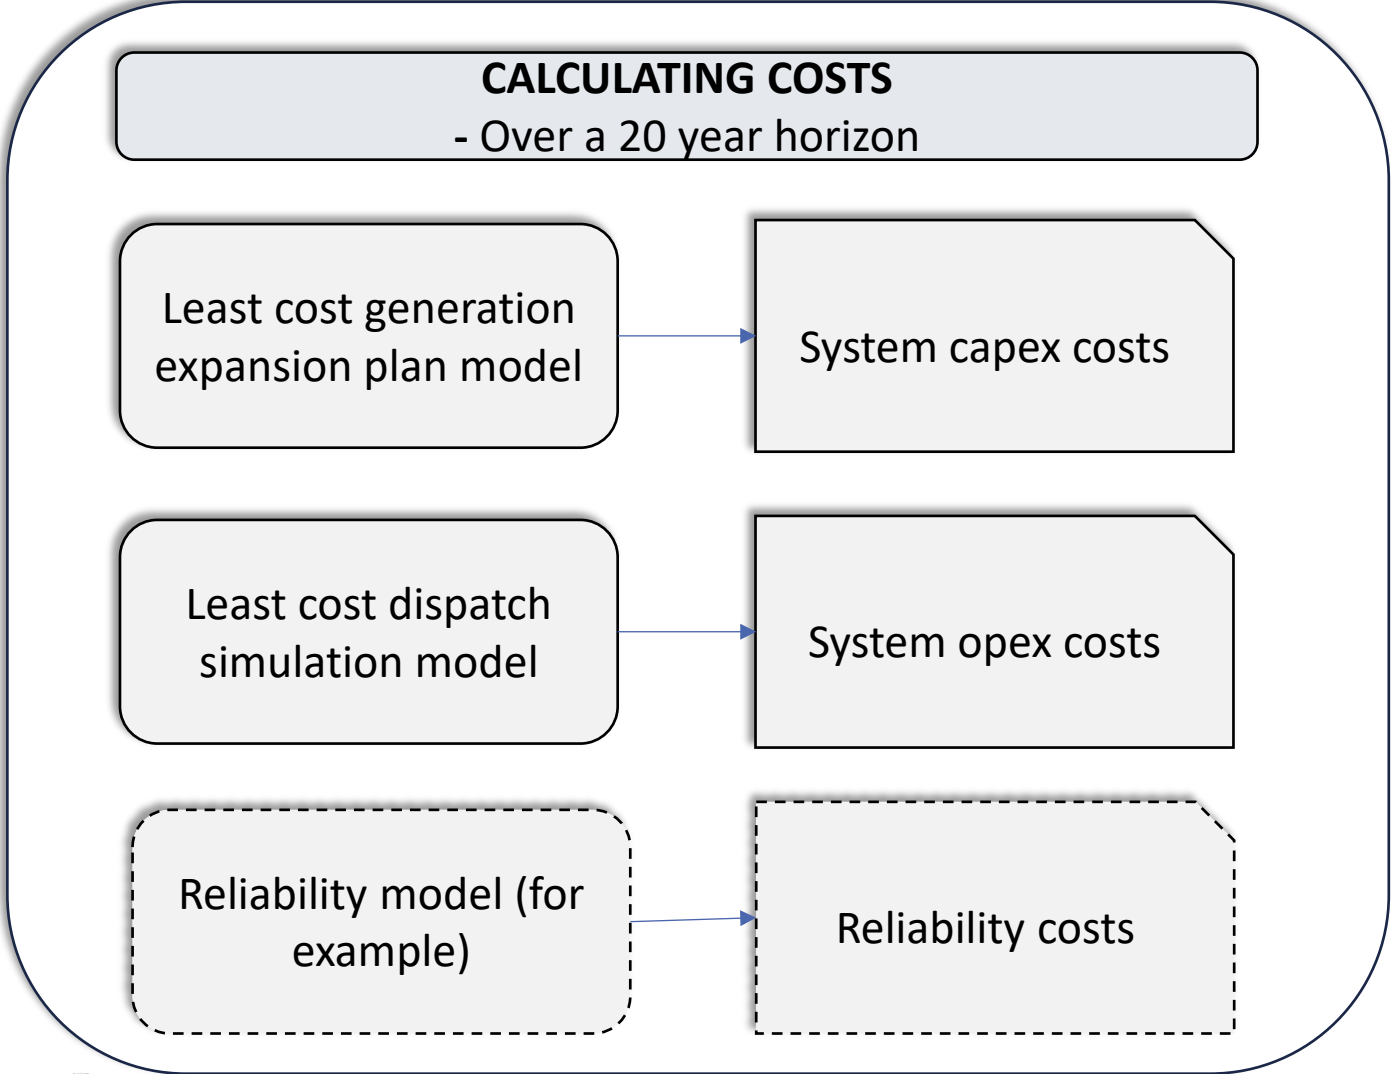 CALCULATING COSTS
- Over a 20 year horizon
Least cost generation
expansion plan model
System capex costs
Least cost dispatch
simulation model
System opex costs
Reliability model (for
example)
Reliability costs